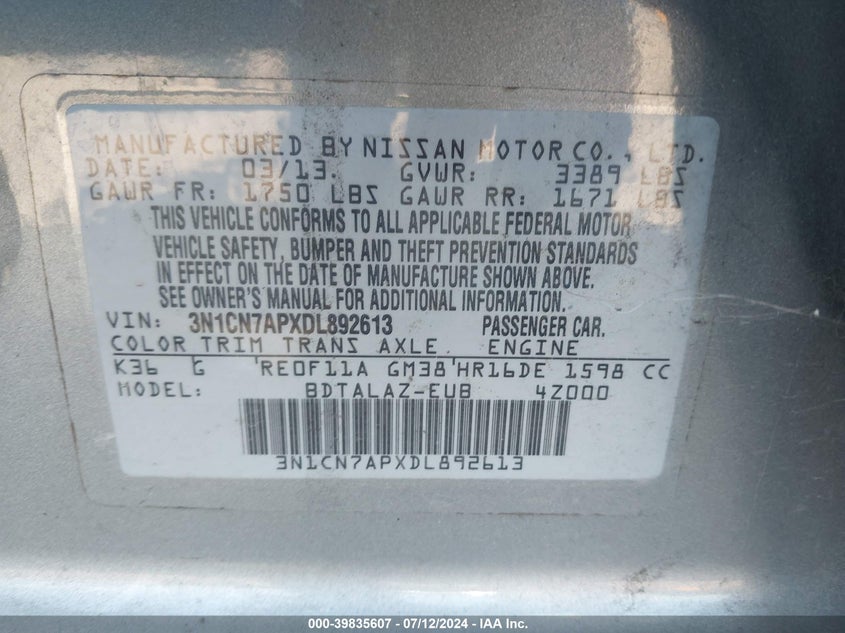 MANUFACTURED BY NISSAN MOTOR CO., LTD.
DATE: 03/13. GVWR: 3389 LBS
GAWR FR: 1750 LBS GAWR RR: 1671 LBS
THIS VEHICLE CONFORMS TO ALL APPLICABLE FEDERAL MOTOR
VEHICLE SAFETY, BUMPER AND THEFT PREVENTION STANDARDS
IN EFFECT ON THE DATE OF MANUFACTURE SHOWN ABOVE.
SEE OWNER'S MANUAL FOR ADDITIONAL INFORMATION.
VIN: 3N1CN7APXDL892613 PASSENGER CAR.
COLOR TRIM TRANS AXLE ENGINE
K36 G RE0F11A GM38 HR16DE 1598 CC
MODEL: BDTALAZ-EUB 4Z000
3N1CN7APXDL892613
000-39835607 / 07/12/2024 - IAA Inc.